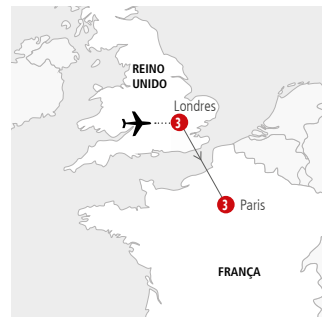 REINO
UNIDO
Londres
3
3 Paris
FRANÇA